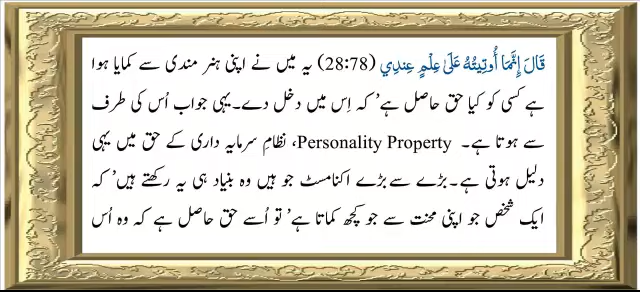 قَالَ إِنَّمَا أُوتِيتُهُ عَلَىٰ عِلْمٍ عِندِي (28:78) یہ میں نے اپنی ہنر مندی سے کمایا ہوا
ہے کسی کو کیا حق حاصل ہے’ کہ اِس میں دخل دے۔یہی جواب اُس کی طرف
سے ہوتا ہے۔ Personality Property، نظامِ سرمایہ داری کے حق میں یہی
دلیل ہوتی ہے۔بڑے سے بڑے اکنامسٹ جو ہیں وہ بنیاد ہی یہ رکھتے ہیں’ کہ
ایک شخص جو اپنی محنت سے جو کچھ کماتا ہے’ تو اُسے حق حاصل ہے کہ وہ اُس